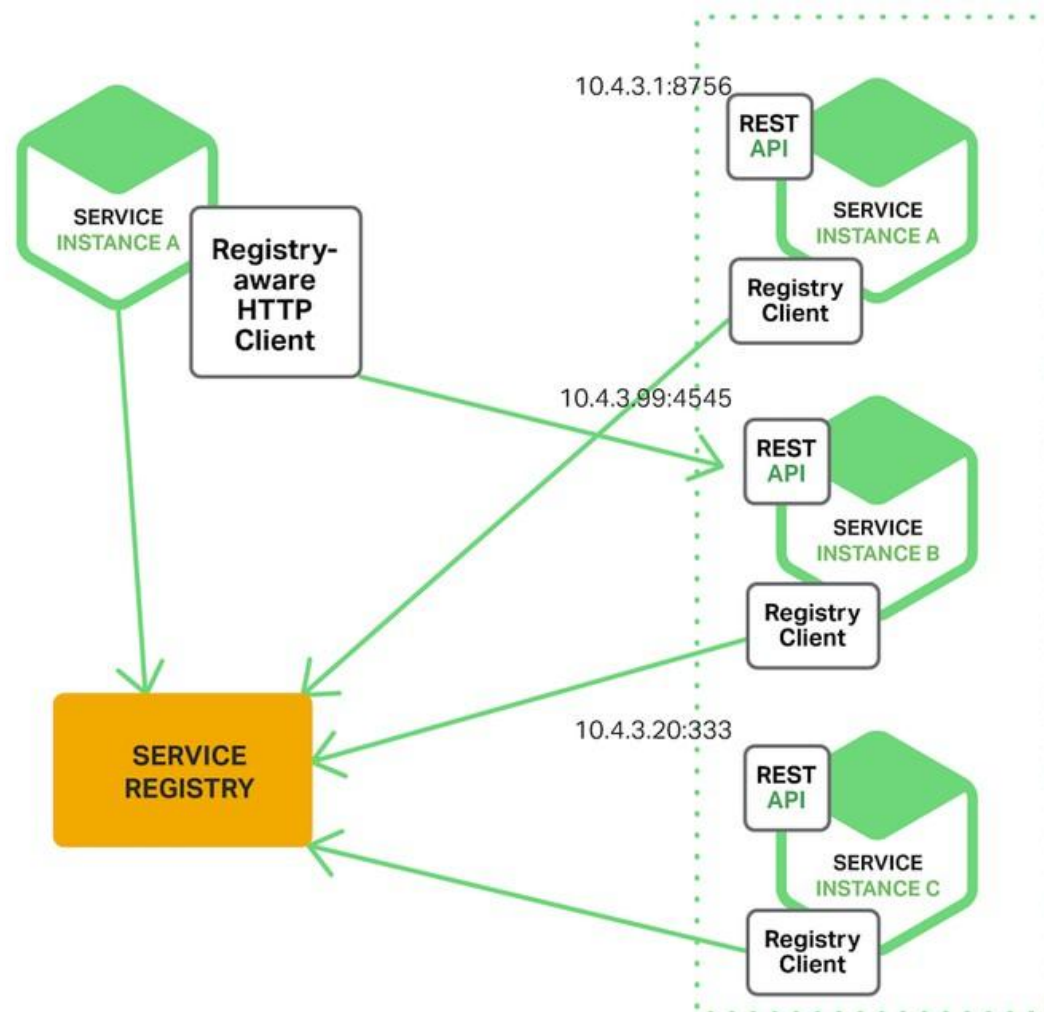 10.4.3.1:8756
REST
API
SERVICE
INSTANCE A
SERVICE
INSTANCE A
Registry-
aware
HTTP
Client
Registry
Client
10.4.3.99:4545
REST
API
SERVICE
INSTANCE B
Registry
Client
10.4.3.20:333
SERVICE
REGISTRY
REST
API
SERVICE
INSTANCE C
Registry
Client